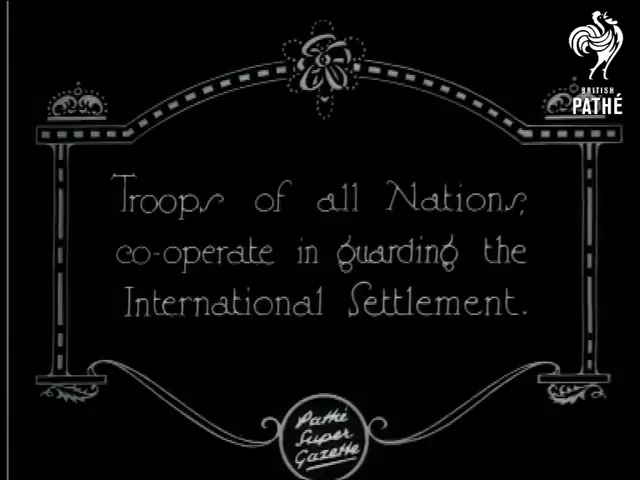 BRITISH
PATHÉ
Troops of all Nations,
co-operate in guarding the
International Settlement.
Pathé
Super
Gazette